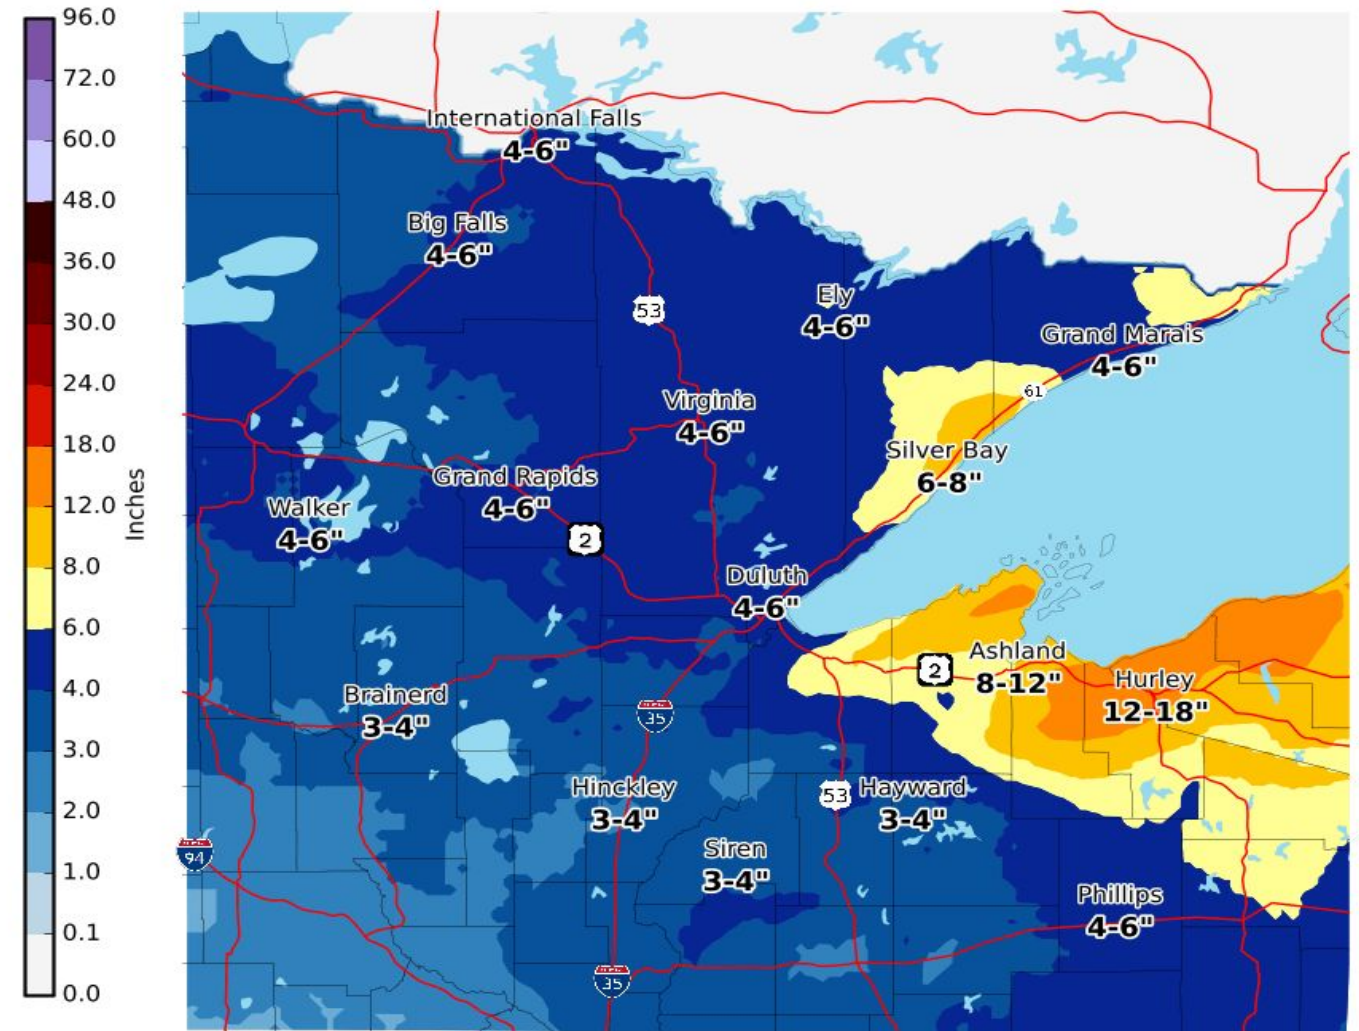 96.0
72.0
60.0
48.0
36.0
30.0
24.0
18.0
12.0
8.0
6.0
4.0
3.0
2.0
1.0
0.1
0.0
Inches
International Falls
4-6"
Big Falls
4-6"
Ely
4-6"
53
Grand Marais
4-6"
61
Virginia
4-6"
Silver Bay
6-8"
Grand Rapids
4-6"
Walker
4-6"
2
Duluth
4-6"
Ashland
8-12"
2
Hurley
12-18"
Brainerd
3-4"
35
Hinckley
3-4"
53
Hayward
3-4"
94
Siren
3-4"
Phillips
4-6"
35